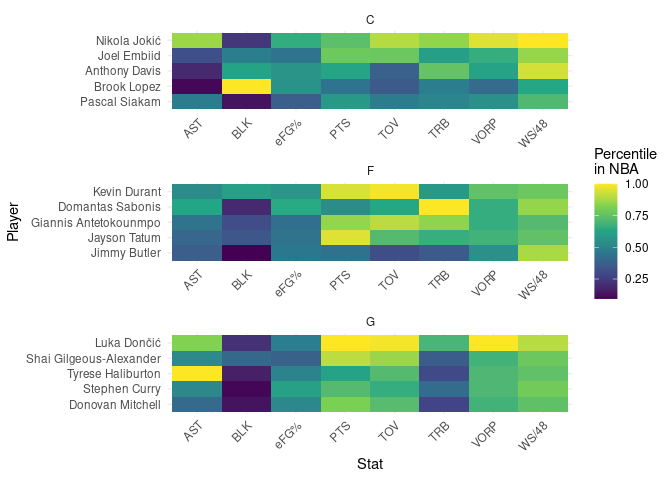 C
Nikola Jokić
Joel Embiid
Anthony Davis
Brook Lopez
Pascal Siakam
AST BLK eFG% PTS TOV TRB VORP WS/48
F
Kevin Durant
Domantas Sabonis
Giannis Antetokounmpo
Jayson Tatum
Jimmy Butler
AST BLK eFG% PTS TOV TRB VORP WS/48
G
Luka Dončić
Shai Gilgeous-Alexander
Tyrese Haliburton
Stephen Curry
Donovan Mitchell
AST BLK eFG% PTS TOV TRB VORP WS/48
Stat
Player
Percentile
in NBA
1.00
0.75
0.50
0.25